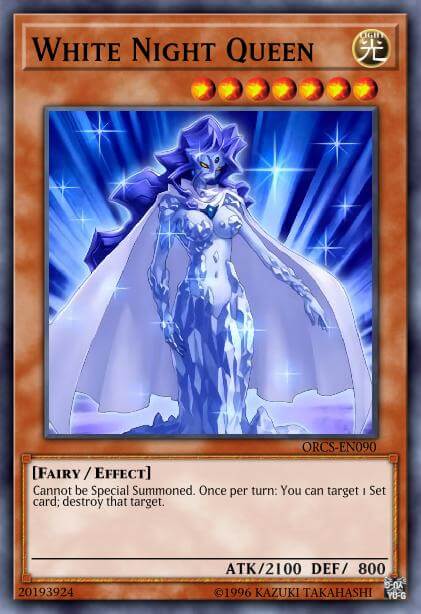 WHITE NIGHT QUEEN
LIGHT
光
ORCS-EN090
[FAIRY / EFFECT]
Cannot be Special Summoned. Once per turn: You can target 1 Set
card; destroy that target.
ATK/2100 DEF/ 800
20193924
©1996 KAZUKI TAKAHASHI